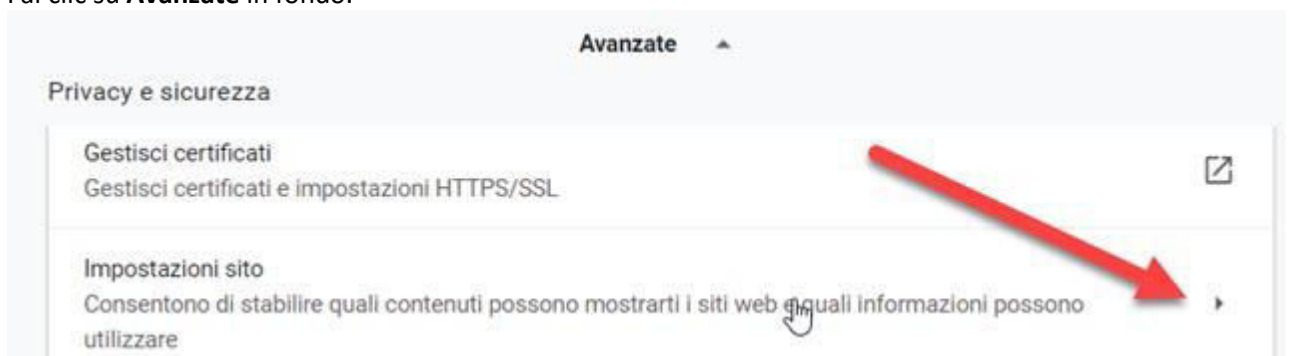 Fai clic su Avanzate in fondo.
Avanzate
Privacy e sicurezza
Gestisci certificati
Gestisci certificati e impostazioni HTTPS/SSL
Impostazioni sito
Consentono di stabilire quali contenuti possono mostrarti i siti web e quali informazioni possono
utilizzare